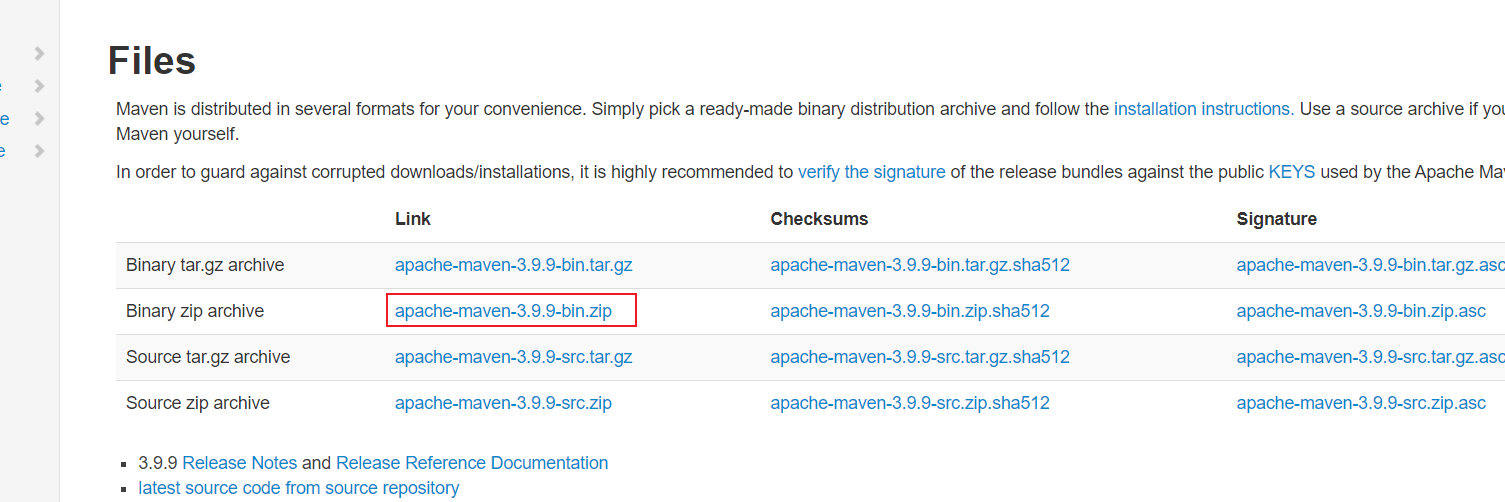 Files
Maven is distributed in several formats for your convenience. Simply pick a ready-made binary distribution archive and follow the installation instructions. Use a source archive if you
Maven yourself.
In order to guard against corrupted downloads/installations, it is highly recommended to verify the signature of the release bundles against the public KEYS used by the Apache Mav
Link Checksums Signature
Binary tar.gz archive apache-maven-3.9.9-bin.tar.gz apache-maven-3.9.9-bin.tar.gz.sha512 apache-maven-3.9.9-bin.tar.gz.asc
Binary zip archive apache-maven-3.9.9-bin.zip apache-maven-3.9.9-bin.zip.sha512 apache-maven-3.9.9-bin.zip.asc
Source tar.gz archive apache-maven-3.9.9-src.tar.gz apache-maven-3.9.9-src.tar.gz.sha512 apache-maven-3.9.9-src.tar.gz.asc
Source zip archive apache-maven-3.9.9-src.zip apache-maven-3.9.9-src.zip.sha512 apache-maven-3.9.9-src.zip.asc
3.9.9 Release Notes and Release Reference Documentation
latest source code from source repository